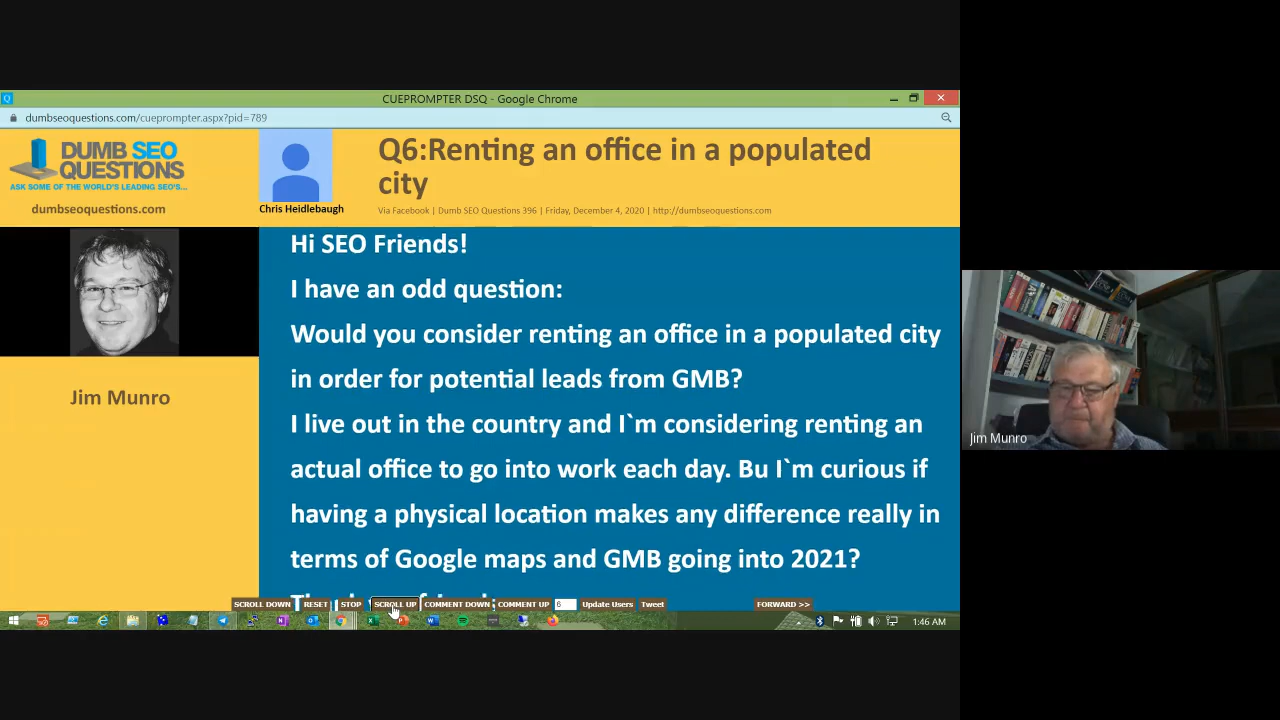 CUEPROMPTER DSQ - Google Chrome
dumbseoquestions.com/cueprompter.aspx?pid=789
DUMB SEO
QUESTIONS
ASK SOME OF THE WORLD'S LEADING SEO'S...
dumbseoquestions.com
Chris Heidlebaugh
Q6:Renting an office in a populated
city
Via Facebook | Dumb SEO Questions 396 | Friday, December 4, 2020 | http://dumbseoquestions.com
Jim Munro
Hi SEO Friends!
I have an odd question:
Would you consider renting an office in a populated city
in order for potential leads from GMB?
I live out in the country and I`m considering renting an
actual office to go into work each day. Bu I`m curious if
having a physical location makes any difference really in
terms of Google maps and GMB going into 2021?
SCROLL DOWN RESET STOP SCROLL UP COMMENT DOWN COMMENT UP 6 Update Users Tweet FORWARD >>
1:46 AM
Jim Munro